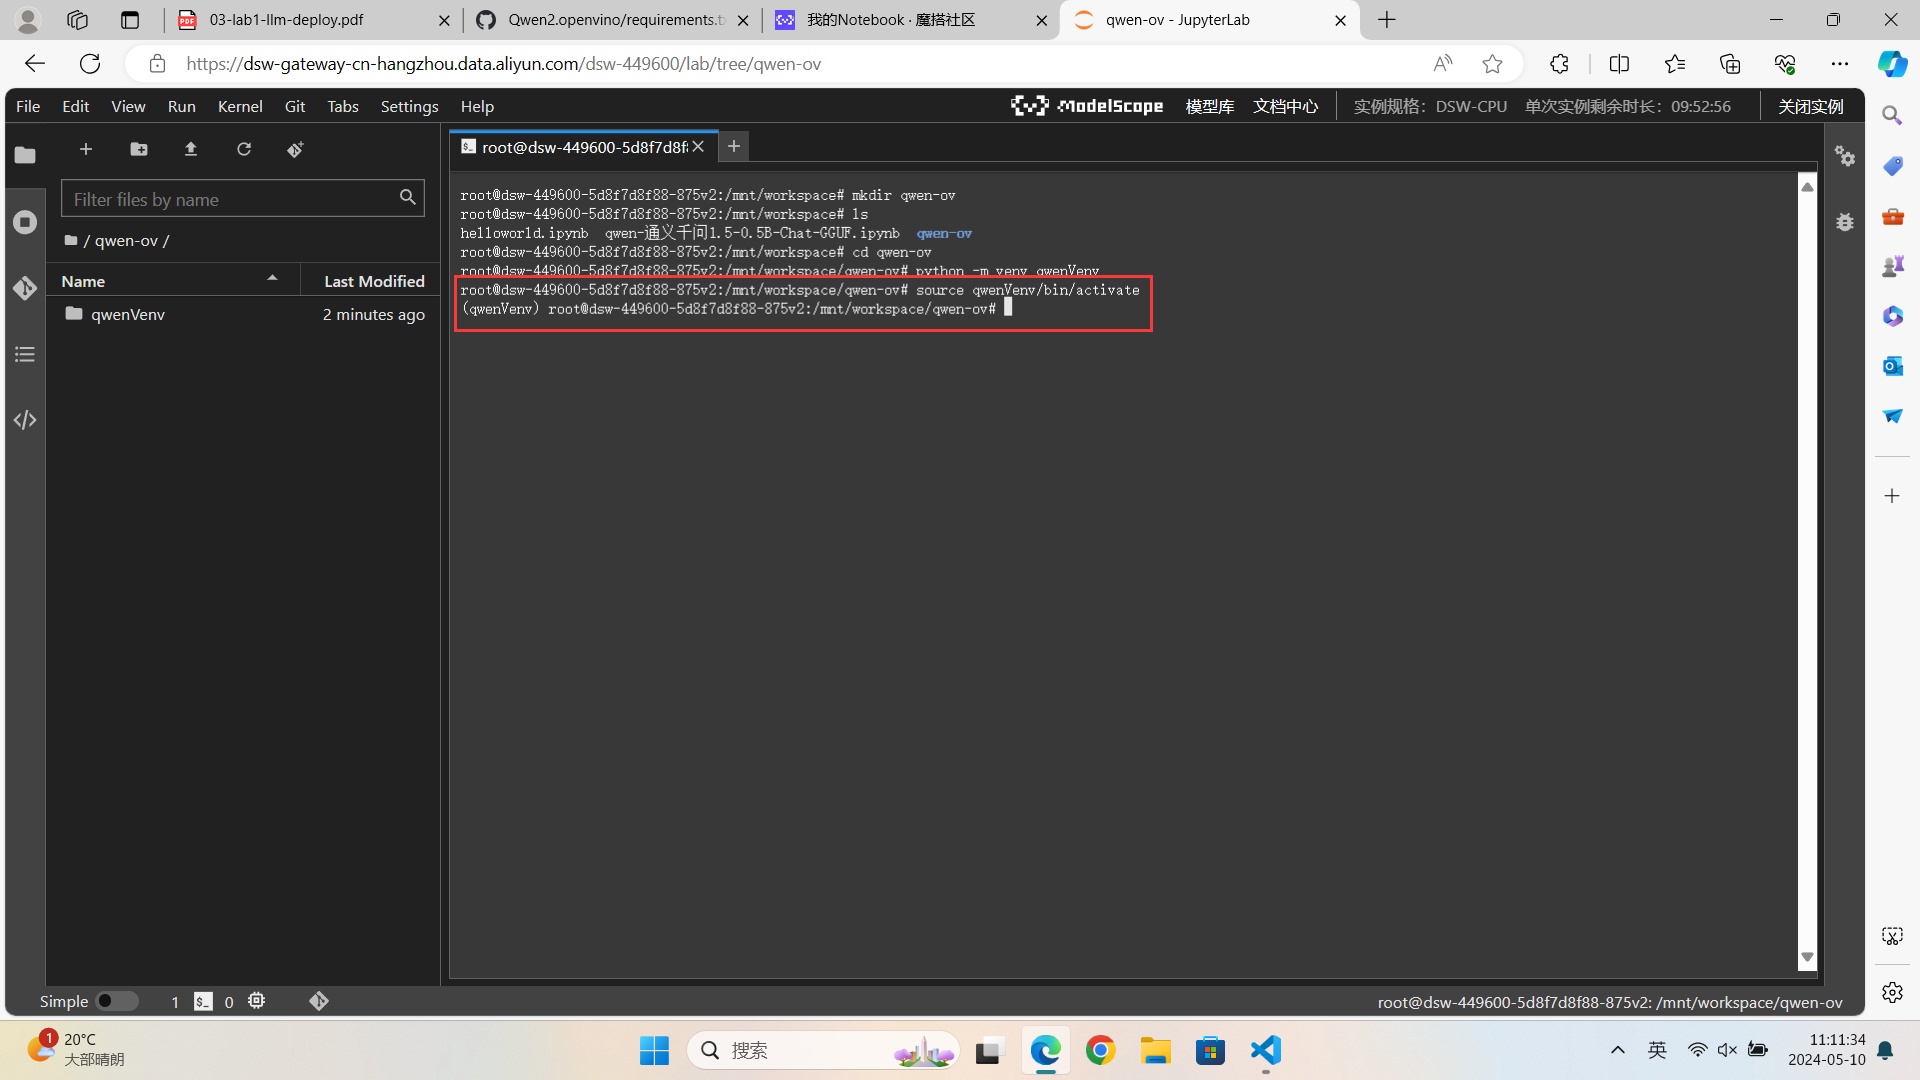 03-lab1-llm-deploy.pdf
Qwen2.openvino/requirements.t
我的Notebook · 魔搭社区
qwen-ov - JupyterLab
https://dsw-gateway-cn-hangzhou.data.aliyun.com/dsw-449600/lab/tree/qwen-ov
File Edit View Run Kernel Git Tabs Settings Help
ModelScope 模型库 文档中心 实例规格: DSW-CPU 单次实例剩余时长: 09:52:56 关闭实例
root@dsw-449600-5d8f7d8f
Filter files by name
/ qwen-ov /
Name Last Modified
qwenVenv 2 minutes ago
root@dsw-449600-5d8f7d8f88-875v2:/mnt/workspace# mkdir qwen-ov
root@dsw-449600-5d8f7d8f88-875v2:/mnt/workspace# ls
helloworld.ipynb qwen-通义千问1.5-0.5B-Chat-GGUF.ipynb qwen-ov
root@dsw-449600-5d8f7d8f88-875v2:/mnt/workspace# cd qwen-ov
root@dsw-449600-5d8f7d8f88-875v2:/mnt/workspace/qwen-ov# python -m venv qwenVenv
root@dsw-449600-5d8f7d8f88-875v2:/mnt/workspace/qwen-ov# source qwenVenv/bin/activate
(qwenVenv) root@dsw-449600-5d8f7d8f88-875v2:/mnt/workspace/qwen-ov#
Simple 1 0
root@dsw-449600-5d8f7d8f88-875v2: /mnt/workspace/qwen-ov
1
20°C
大部晴朗
搜索
英
11:11:34
2024-05-10